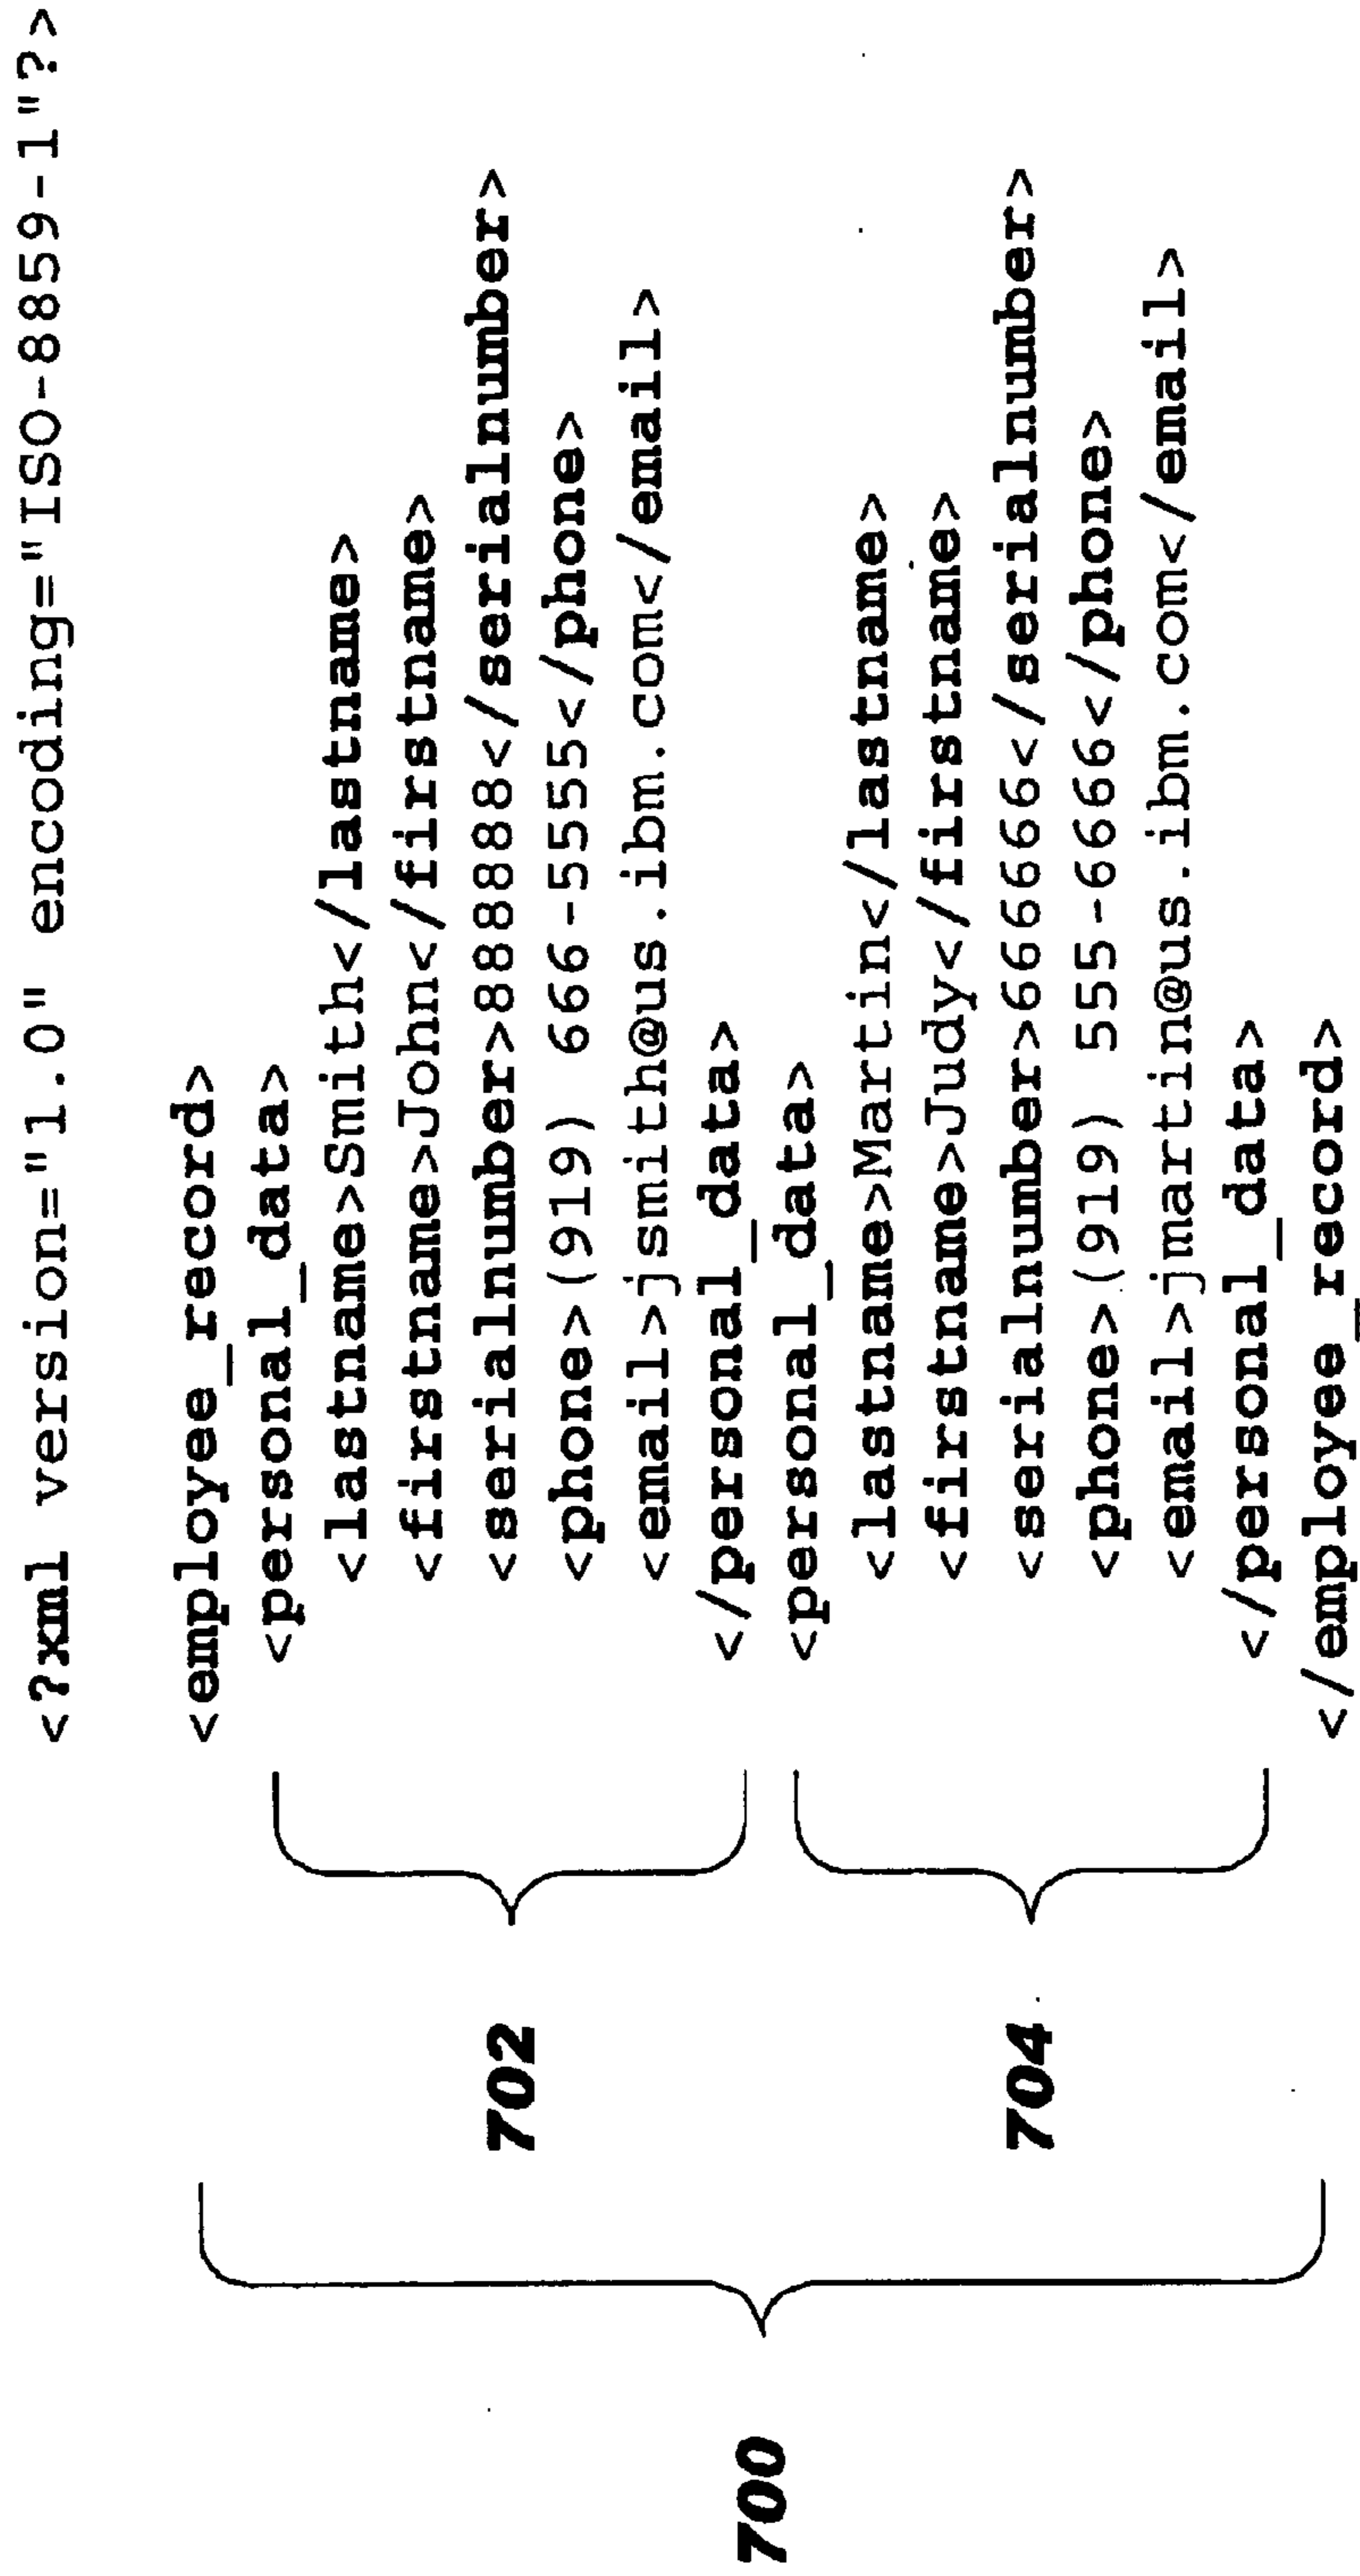 <?xml version="1.0" encoding="ISO-8859-1"?>
<employee_record>
<personal_data>
<lastname>Smith</lastname>
<firstname>John</firstname>
<serialnumber>888888</serialnumber>
<phone>(919) 666-5555</phone>
<email>jsmith@us.ibm.com</email>
</personal_data>
<personal_data>
<lastname>Martin</lastname>
<firstname>Judy</firstname>
<serialnumber>666666</serialnumber>
<phone>(919) 555-6666</phone>
<email>jmartin@us.ibm.com</email>
</personal_data>
</employee_record>
702
704
700